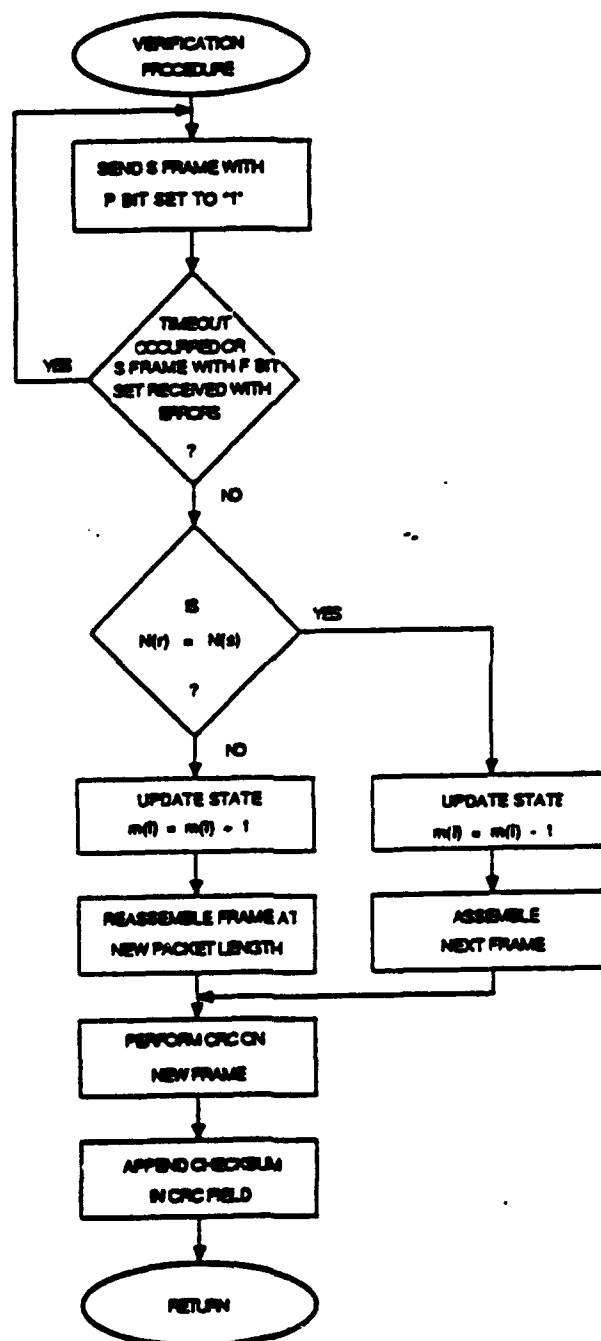 VERIFICATION
PROCEDURE
SEND S FRAME WITH
P BIT SET TO "1"
TIMEOUT
OCCURRED OR
S FRAME WITH F BIT
SET RECEIVED WITH
ERRORS
?
YES
NO
IS
N(r) = N(s)
?
YES
NO
UPDATE STATE
m(i) = m(i) - 1
UPDATE STATE
m(i) = m(i) - 1
REASSEMBLE FRAME AT
NEW PACKET LENGTH
ASSEMBLE
NEXT FRAME
PERFORM CRC ON
NEW FRAME
APPEND CHECKSUM
IN CRC FIELD
RETURN